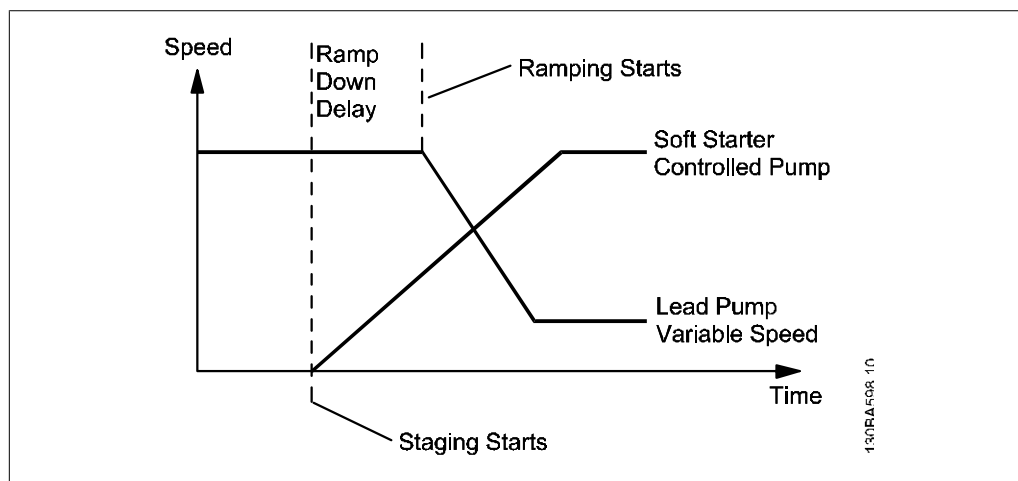 Speed
Ramp
Down
Delay
Ramping Starts
Soft Starter
Controlled Pump
Lead Pump
Variable Speed
Time
Staging Starts
130BA598.10